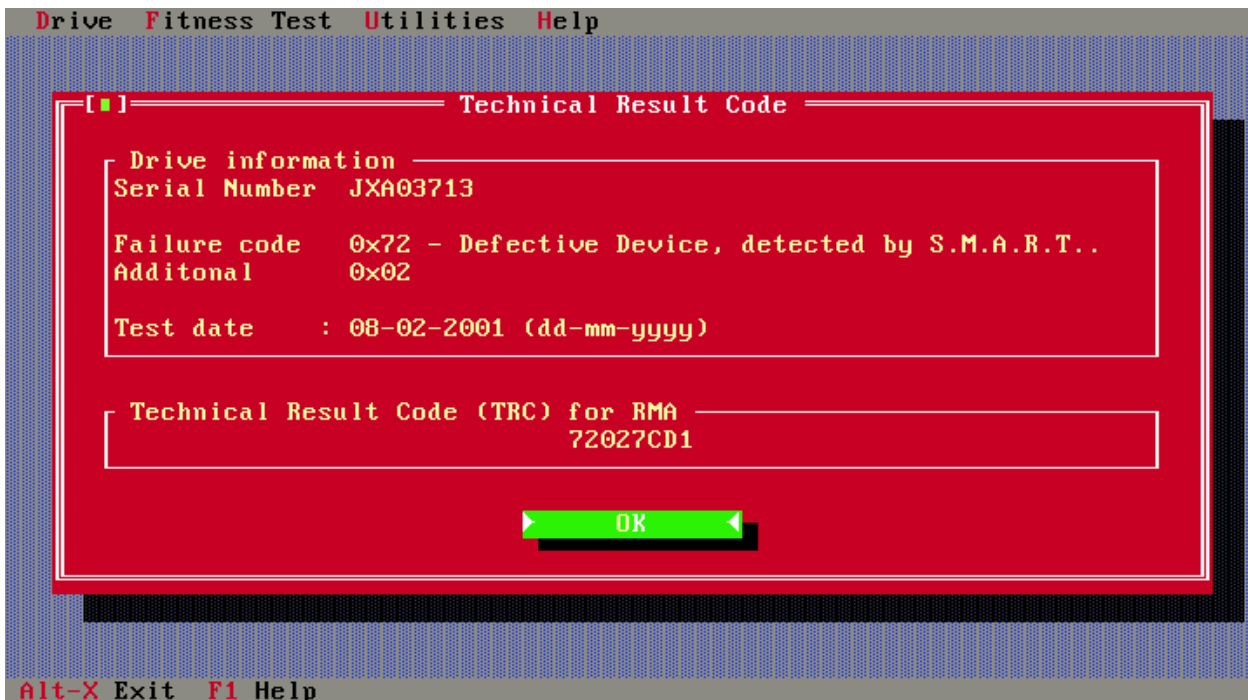 Drive Fitness Test Utilities Help
Technical Result Code
Drive information
Serial Number JXA03713
Failure code 0x72 - Defective Device, detected by S.M.A.R.T..
Additonal 0x02
Test date : 08-02-2001 (dd-mm-yyyy)
Technical Result Code (TRC) for RMA
72027CD1
OK
Alt-X Exit F1 Help